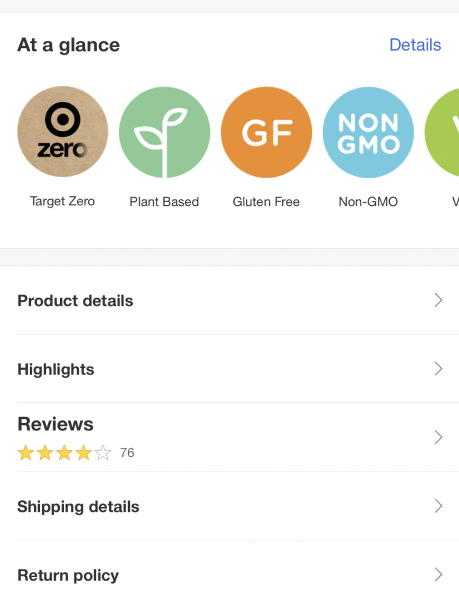 At a glance
Details
zero
GF
NON
GMO
Target Zero
Plant Based
Gluten Free
Non-GMO
V
Product details
Highlights
Reviews
76
Shipping details
Return policy